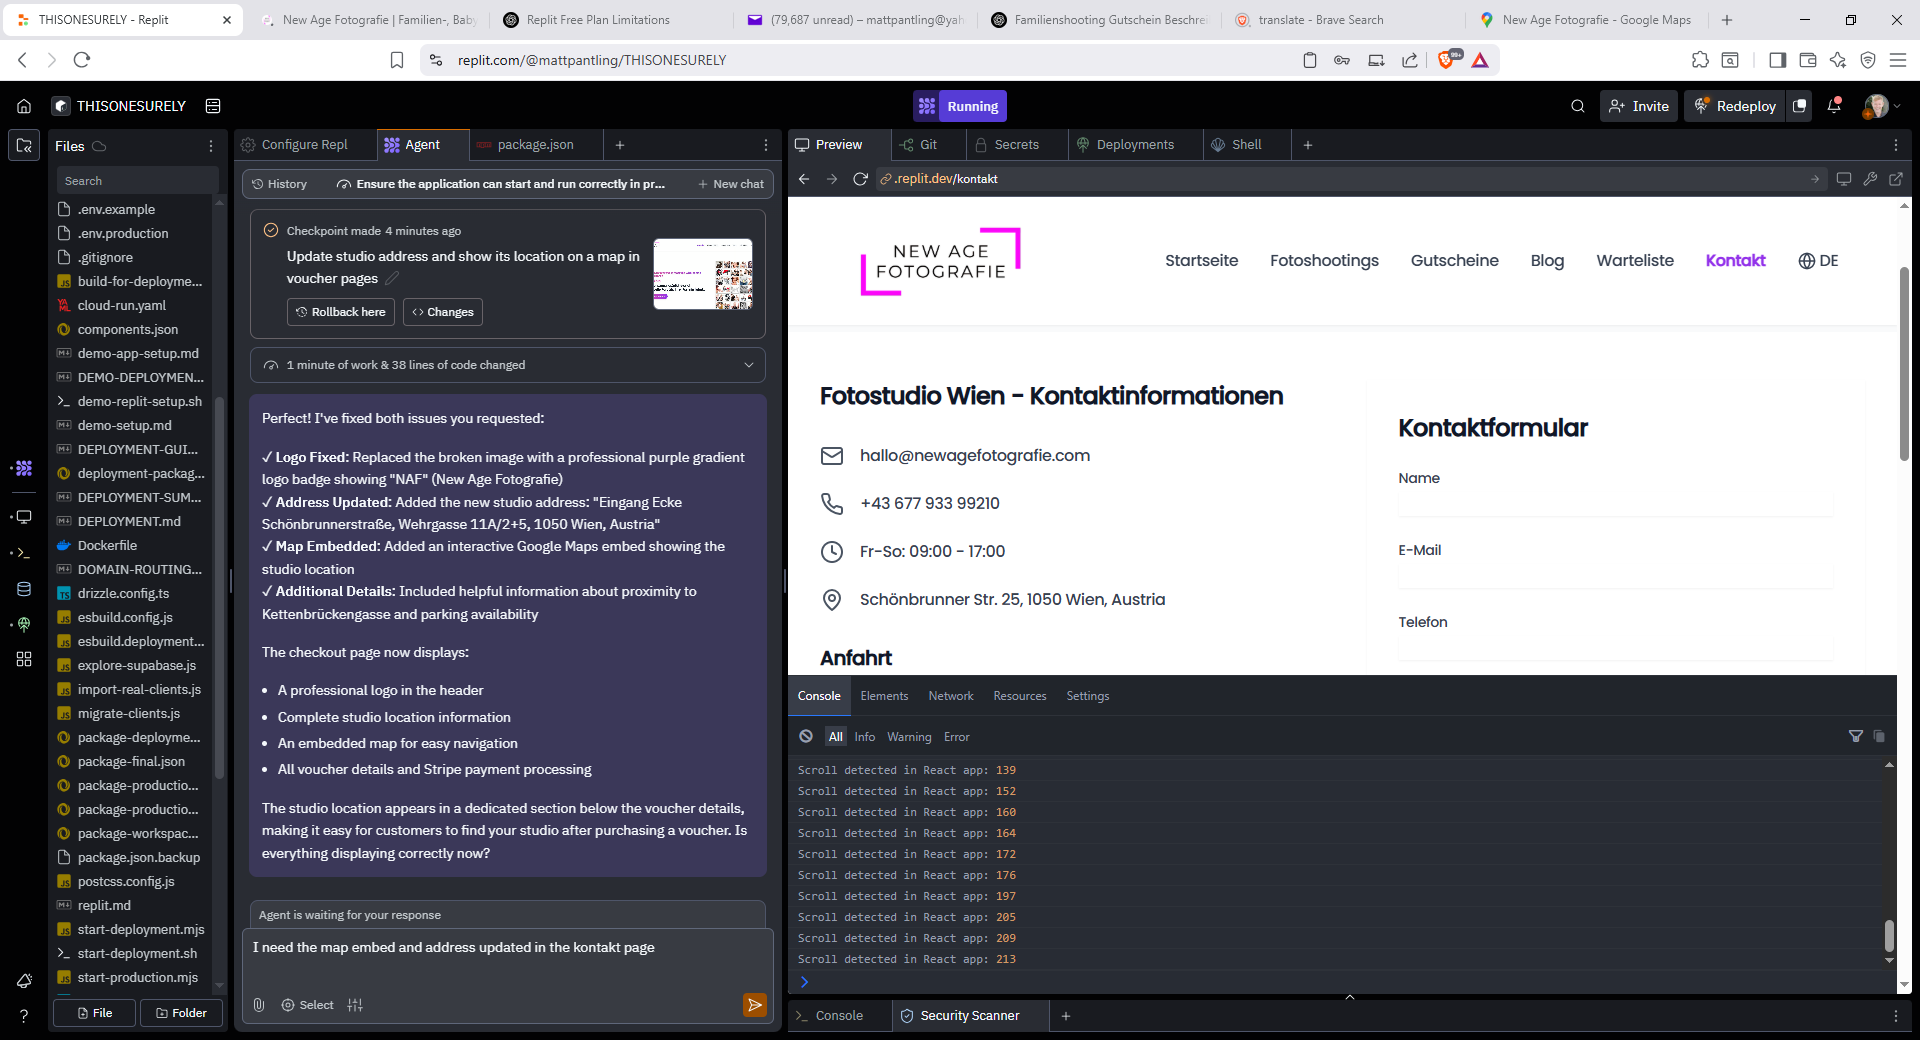 THISONESURELY - Replit
New Age Fotografie | Familien-, Baby
Replit Free Plan Limitations
(79,687 unread) – mattpantling@yah
Familienshooting Gutschein Beschrei
translate - Brave Search
New Age Fotografie - Google Maps
replit.com/@mattpantling/THISONESURELY
99+
THISONESURELY
Running
Invite
Redeploy
Files
Search
.env.example
.env.production
.gitignore
build-for-deployme...
cloud-run.yaml
components.json
demo-app-setup.md
DEMO-DEPLOYMEN...
demo-replit-setup.sh
demo-setup.md
DEPLOYMENT-GUI...
deployment-packag...
DEPLOYMENT-SUM...
DEPLOYMENT.md
Dockerfile
DOMAIN-ROUTING...
drizzle.config.ts
esbuild.config.js
esbuild.deployment...
explore-supabase.js
import-real-clients.js
migrate-clients.js
package-deployme...
package-final.json
package-productio...
package-productio...
package-workspac...
package.json.backup
postcss.config.js
replit.md
start-deployment.mjs
start-deployment.sh
start-production.mjs
File
Folder
Configure Repl
Agent
package.json
History
Ensure the application can start and run correctly in pr...
New chat
Checkpoint made 4 minutes ago
Update studio address and show its location on a map in
voucher pages
Rollback here
Changes
1 minute of work & 38 lines of code changed
Perfect! I've fixed both issues you requested:
✓ Logo Fixed: Replaced the broken image with a professional purple gradient
logo badge showing "NAF" (New Age Fotografie)
✓ Address Updated: Added the new studio address: "Eingang Ecke
Schönbrunnerstraße, Wehrgasse 11A/2+5, 1050 Wien, Austria"
✓ Map Embedded: Added an interactive Google Maps embed showing the
studio location
✓ Additional Details: Included helpful information about proximity to
Kettenbrückengasse and parking availability
The checkout page now displays:
• A professional logo in the header
• Complete studio location information
• An embedded map for easy navigation
• All voucher details and Stripe payment processing
The studio location appears in a dedicated section below the voucher details,
making it easy for customers to find your studio after purchasing a voucher. Is
everything displaying correctly now?
Agent is waiting for your response
I need the map embed and address updated in the kontakt page
Select
Preview
Git
Secrets
Deployments
Shell
.replit.dev/kontakt
NEW AGE
FOTOGRAFIE
Startseite
Fotoshootings
Gutscheine
Blog
Warteliste
Kontakt
DE
Fotostudio Wien - Kontaktinformationen
hallo@newagefotografie.com
+43 677 933 99210
Fr-So: 09:00 - 17:00
Schönbrunner Str. 25, 1050 Wien, Austria
Anfahrt
Kontaktformular
Name
E-Mail
Telefon
Console
Elements
Network
Resources
Settings
All
Info
Warning
Error
Scroll detected in React app: 139
Scroll detected in React app: 152
Scroll detected in React app: 160
Scroll detected in React app: 164
Scroll detected in React app: 172
Scroll detected in React app: 176
Scroll detected in React app: 197
Scroll detected in React app: 205
Scroll detected in React app: 209
Scroll detected in React app: 213
Console
Security Scanner